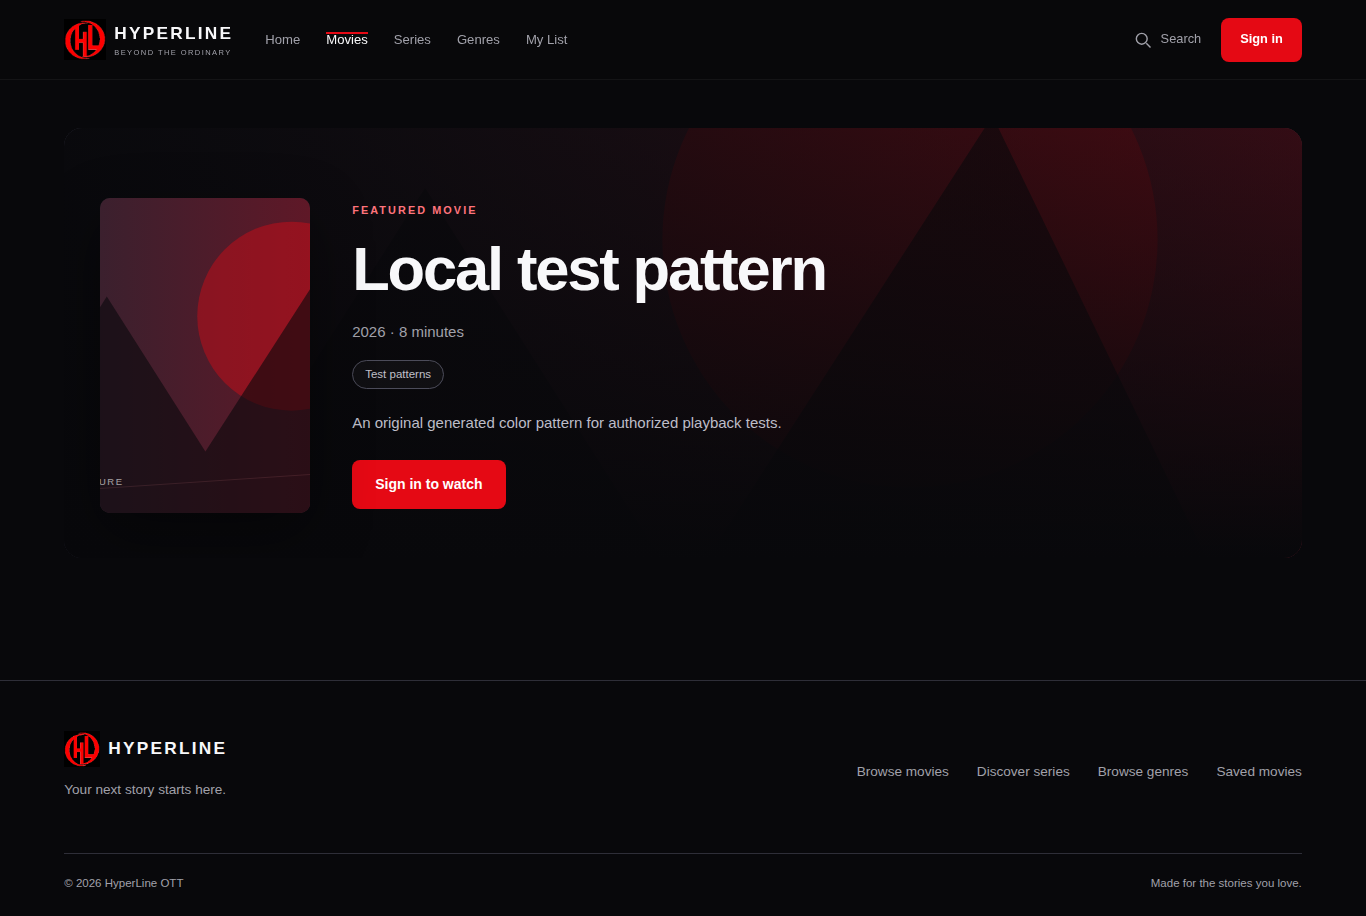 HYPERLINE
BEYOND THE ORDINARY
Home Movies Series Genres My List
Search
Sign in
FEATURED MOVIE
Local test pattern
2026 · 8 minutes
Test patterns
An original generated color pattern for authorized playback tests.
URE
Sign in to watch
HYPERLINE
Your next story starts here.
Browse movies Discover series Browse genres Saved movies
© 2026 HyperLine OTT
Made for the stories you love.